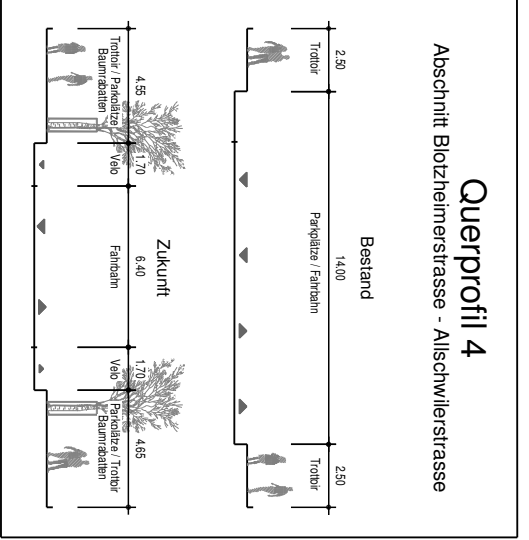 Querprofil 4
Abschnitt Blotzheimerstrasse - Allschwilerstrasse
Bestand
2.50
14.00
2.50
Trottoir
Parkplätze / Fahrbahn
Trottoir
Zukunft
4.55
1.70
6.40
1.70
4.65
Trottoir / Parkplätze
Baumrabatten
Velo
Fahrbahn
Velo
Parkplätze / Trottoir
Baumrabatten